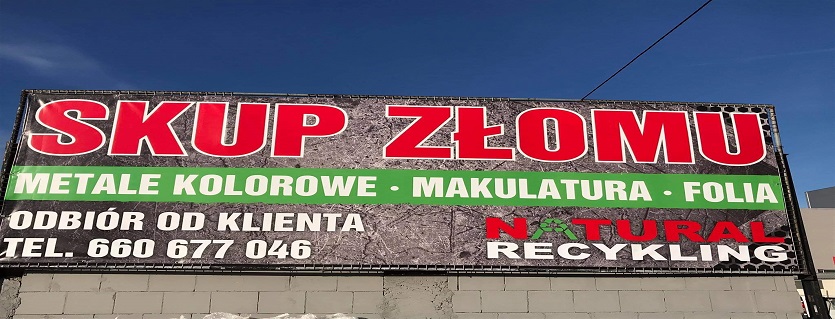 SKUP ZŁOMU
METALE KOLOROWE · MAKULATURA · FOLIA
ODBIÓR OD KLIENTA
TEL. 660 677 046
NATURAL
RECYKLING